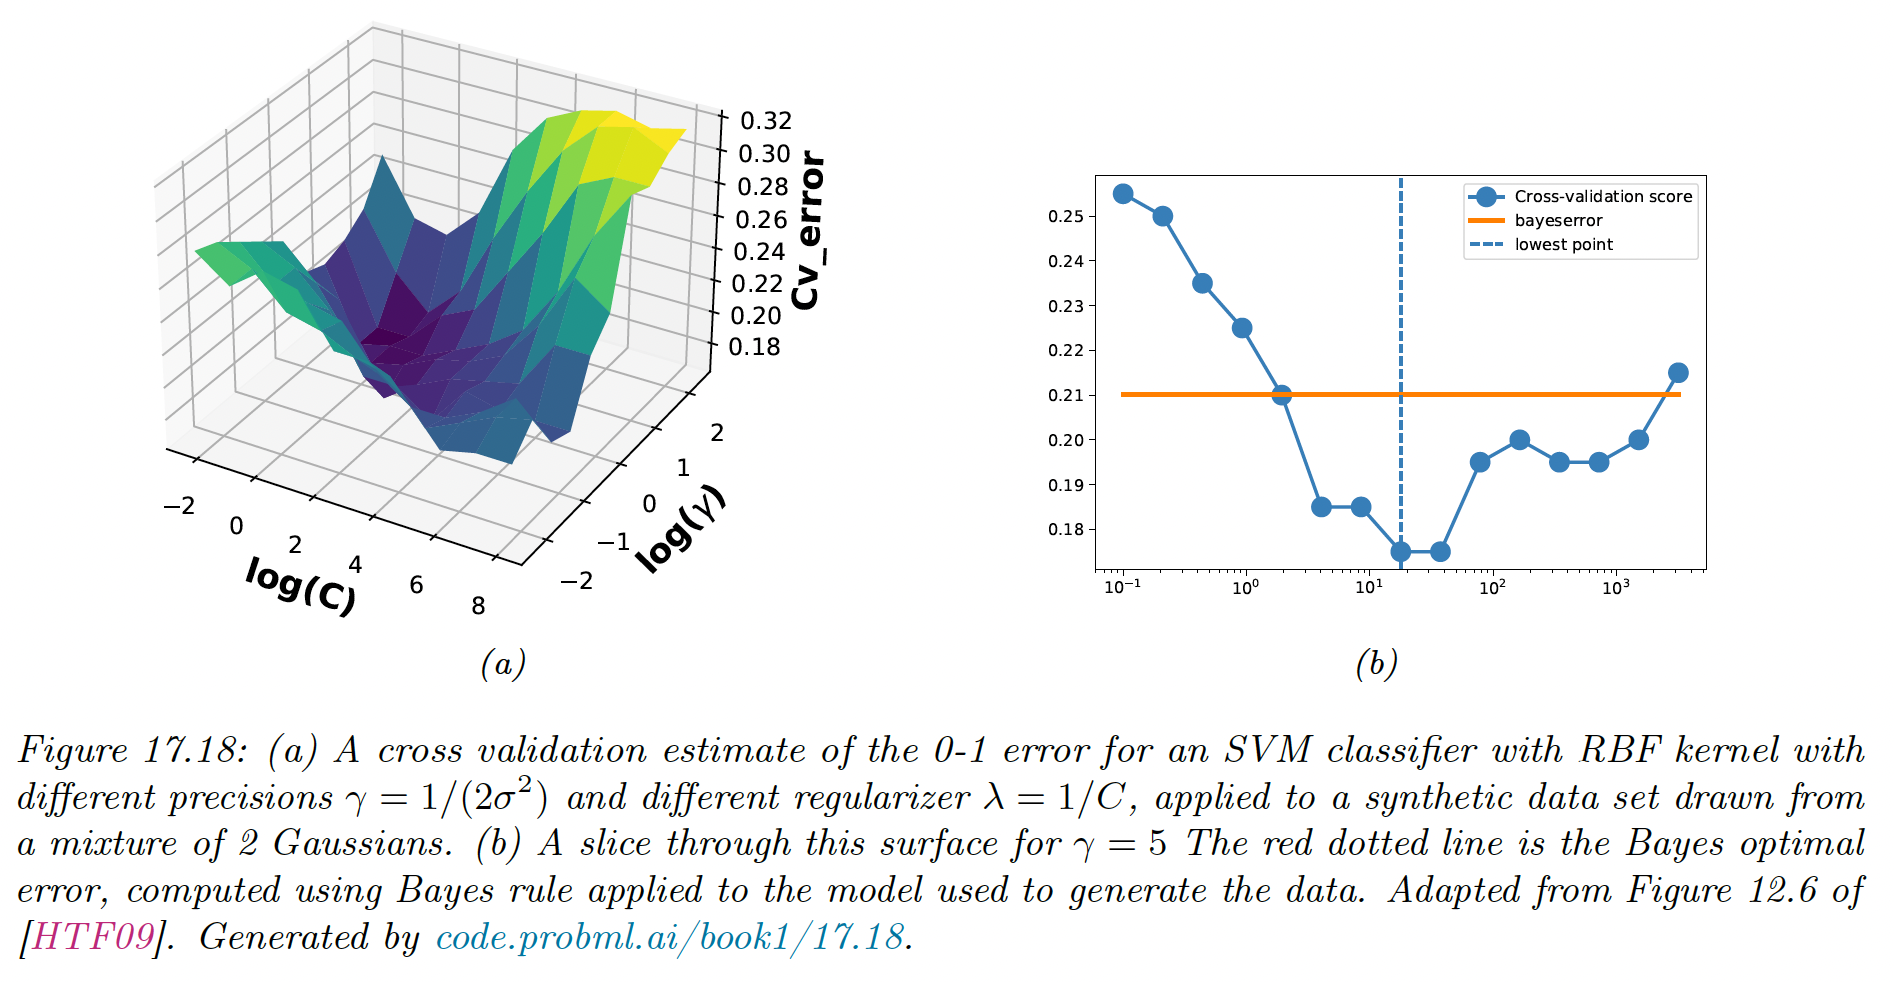 0.32
0.30
0.28
0.26
0.24
0.22
0.20
0.18
Cv_error
−2
0
2
4
6
8
log(C)
−2
−1
0
1
2
log(γ)
(a)
0.25
0.24
0.23
0.22
0.21
0.20
0.19
0.18
10⁻¹
10⁰
10¹
10²
10³
Cross-validation score
bayeserror
lowest point
(b)
Figure 17.18: (a) A cross validation estimate of the 0-1 error for an SVM classifier with RBF kernel with
different precisions γ = 1/(2σ²) and different regularizer λ = 1/C, applied to a synthetic data set drawn from
a mixture of 2 Gaussians. (b) A slice through this surface for γ = 5 The red dotted line is the Bayes optimal
error, computed using Bayes rule applied to the model used to generate the data. Adapted from Figure 12.6 of
[HTF09]. Generated by code.probml.ai/book1/17.18.